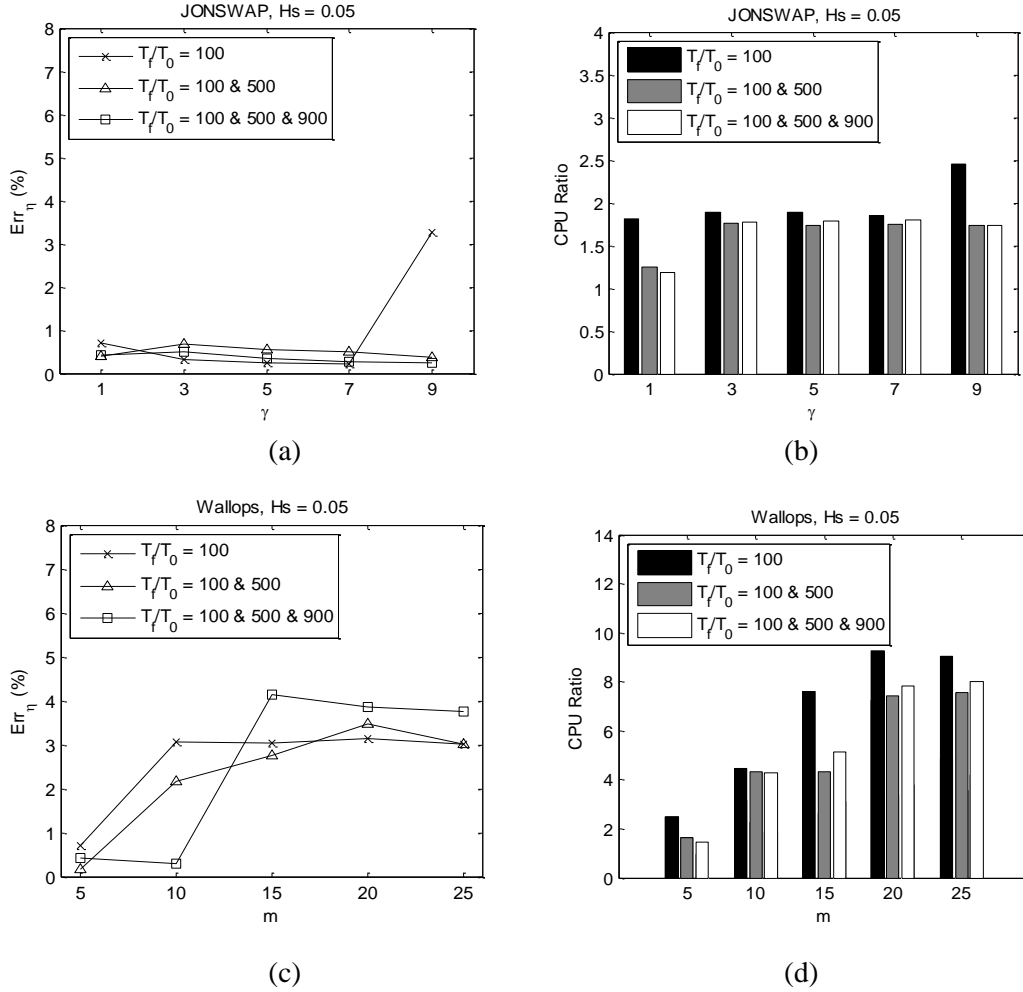 JONSWAP, Hs = 0.05
8
7
6
5
4
3
2
1
0
Err_η (%)
T_f/T_0 = 100
T_f/T_0 = 100 & 500
T_f/T_0 = 100 & 500 & 900
1 3 5 7 9
γ
(a)
JONSWAP, Hs = 0.05
4
3.5
3
2.5
2
1.5
1
0.5
0
CPU Ratio
T_f/T_0 = 100
T_f/T_0 = 100 & 500
T_f/T_0 = 100 & 500 & 900
1 3 5 7 9
γ
(b)
Wallops, Hs = 0.05
8
7
6
5
4
3
2
1
0
Err_η (%)
T_f/T_0 = 100
T_f/T_0 = 100 & 500
T_f/T_0 = 100 & 500 & 900
5 10 15 20 25
m
(c)
Wallops, Hs = 0.05
14
12
10
8
6
4
2
0
CPU Ratio
T_f/T_0 = 100
T_f/T_0 = 100 & 500
T_f/T_0 = 100 & 500 & 900
5 10 15 20 25
m
(d)